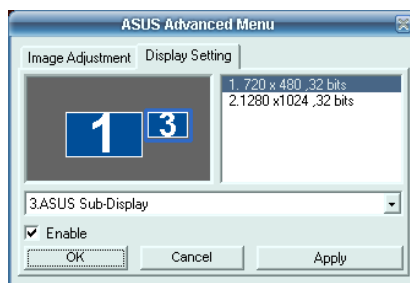 ASUS Advanced Menu
Image Adjustment Display Setting
1. 720 x 480 ,32 bits
2.1280 x1024 ,32 bits
1 3
3.ASUS Sub-Display
Enable
OK Cancel Apply